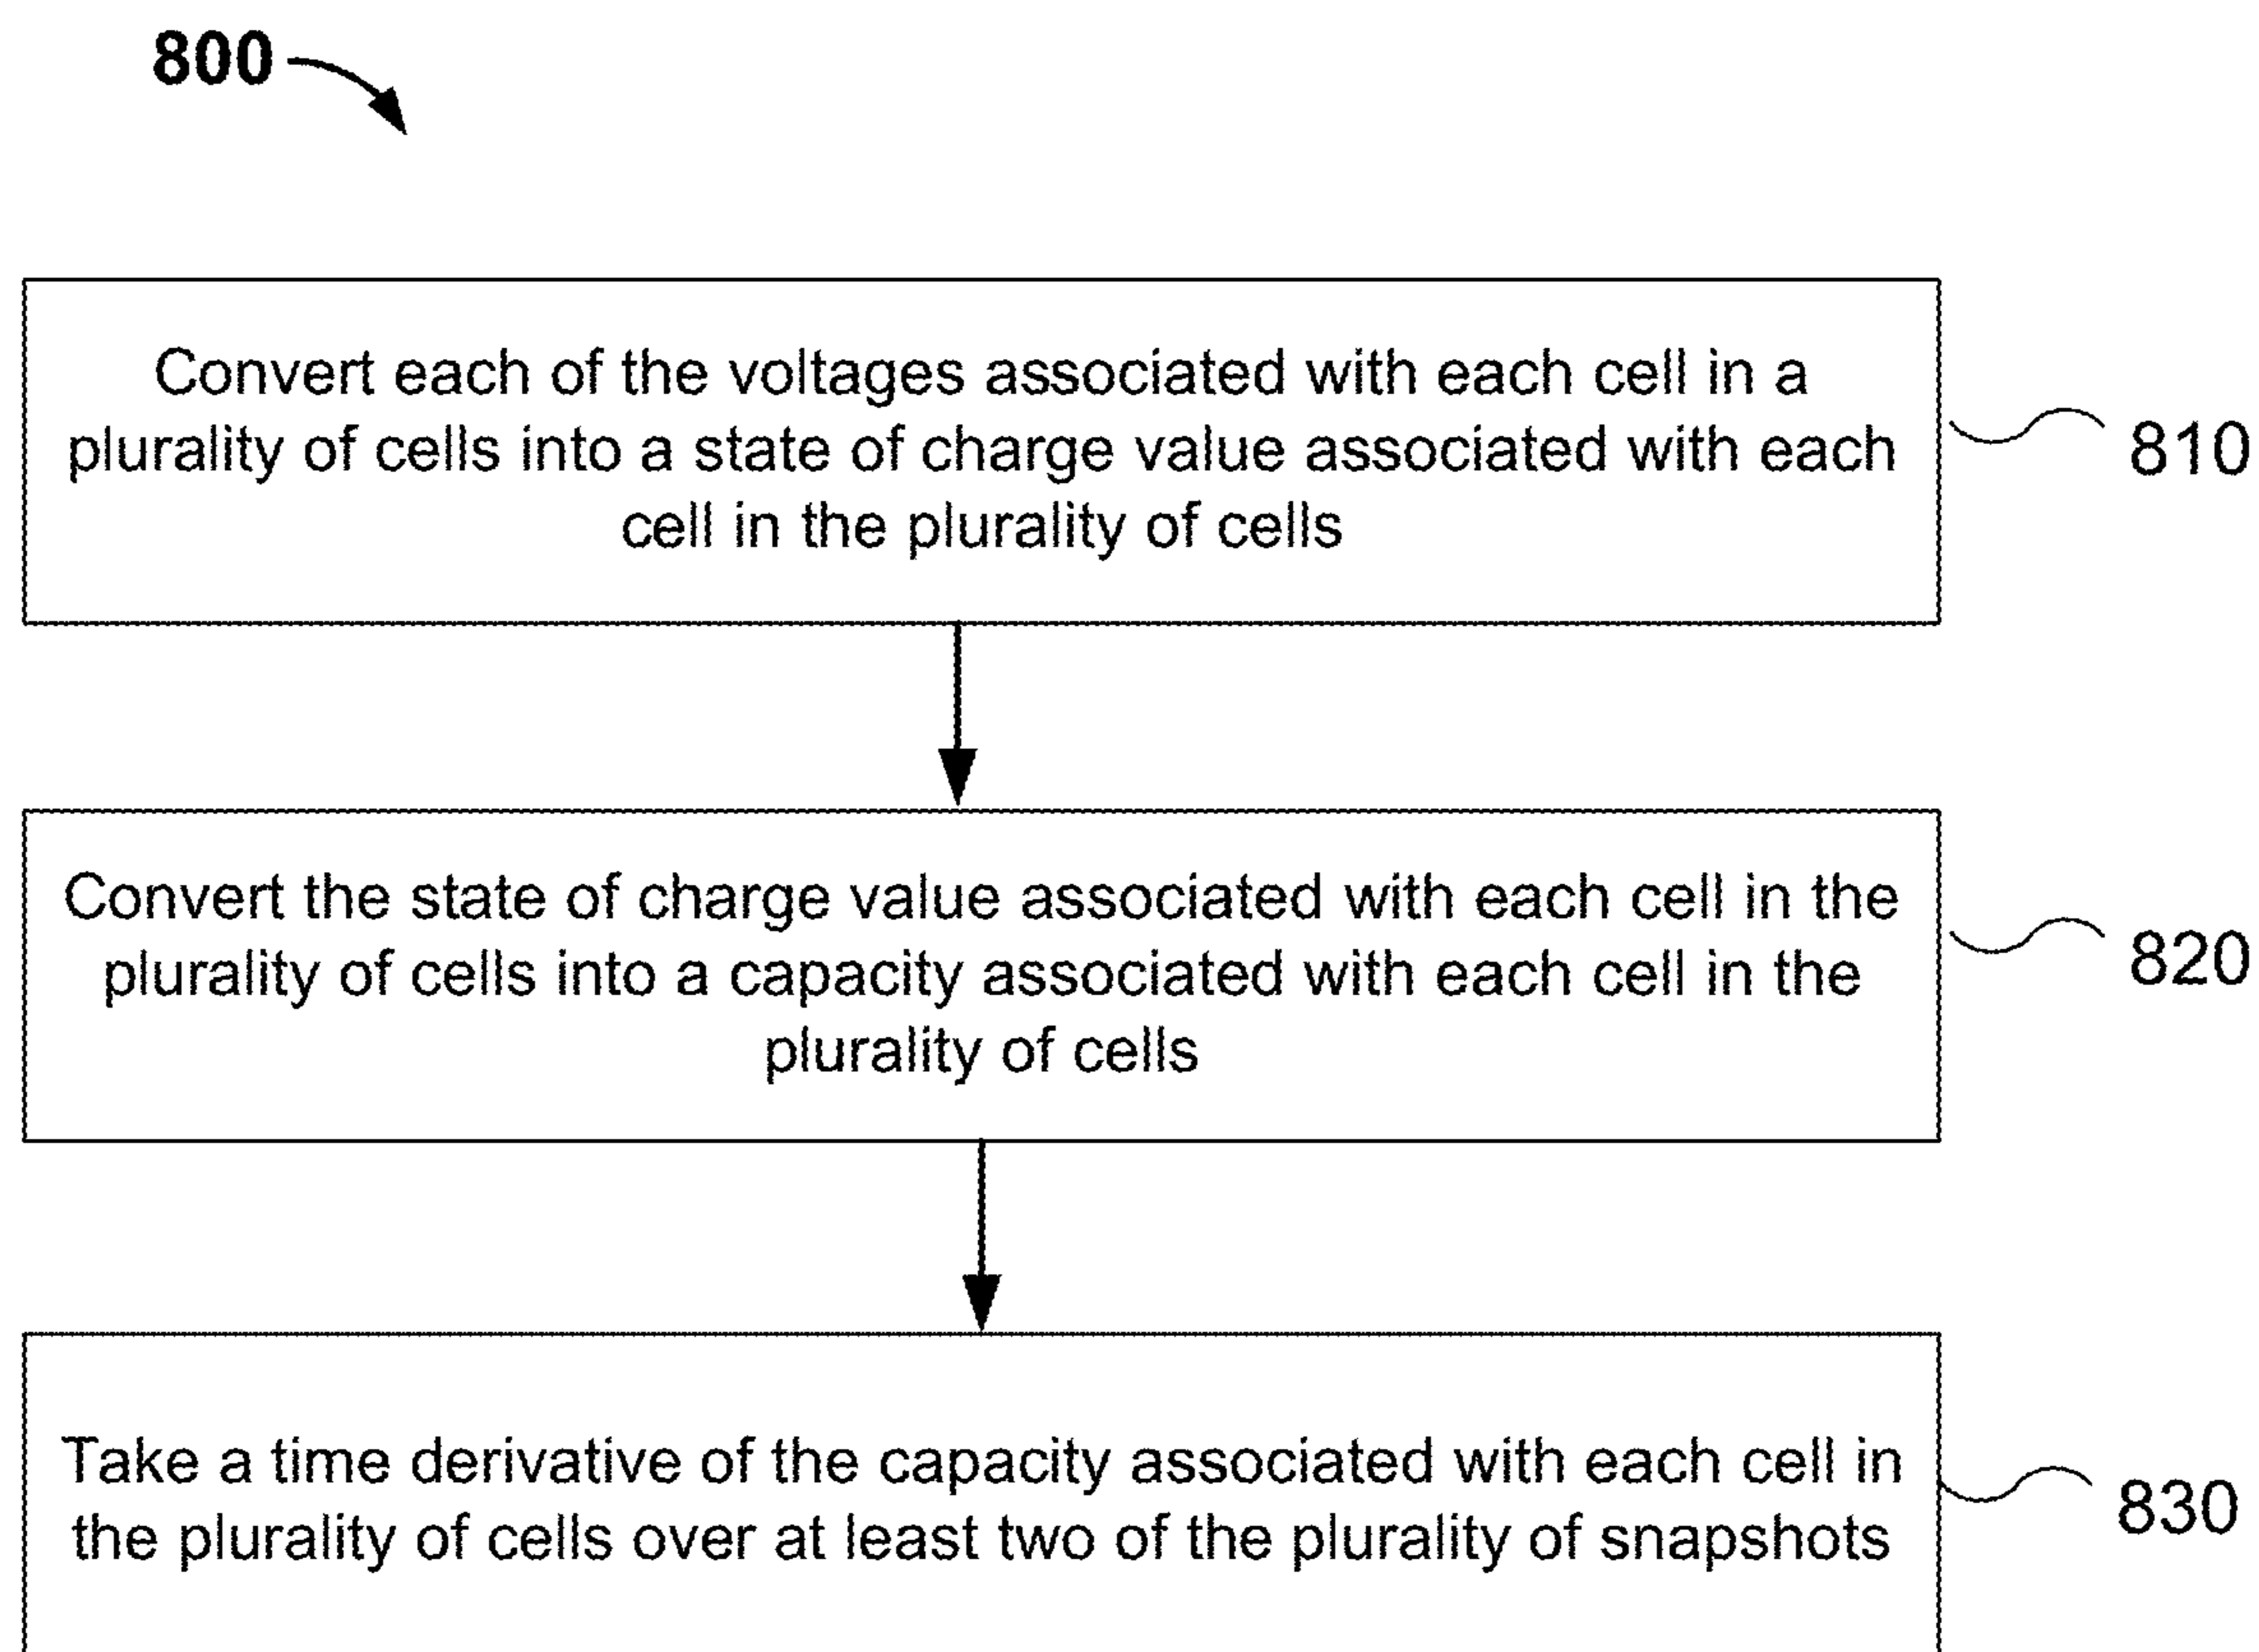 800
Convert each of the voltages associated with each cell in a
plurality of cells into a state of charge value associated with each
cell in the plurality of cells
810
Convert the state of charge value associated with each cell in the
plurality of cells into a capacity associated with each cell in the
plurality of cells
820
Take a time derivative of the capacity associated with each cell in
the plurality of cells over at least two of the plurality of snapshots
830